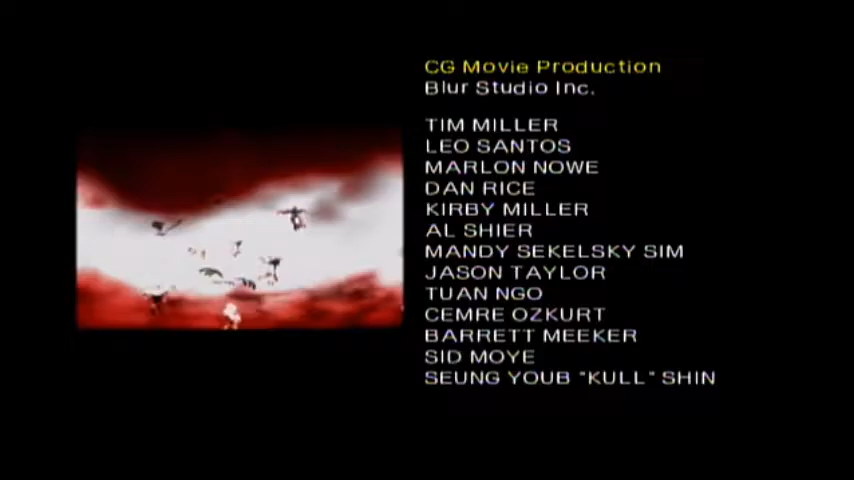 CG Movie Production
Blur Studio Inc.
TIM MILLER
LEO SANTOS
MARLON NOWE
DAN RICE
KIRBY MILLER
AL SHIER
MANDY SEKELSKY SIM
JASON TAYLOR
TUAN NGO
CEMRE OZKURT
BARRETT MEEKER
SID MOYE
SEUNG YOUB "KULL" SHIN